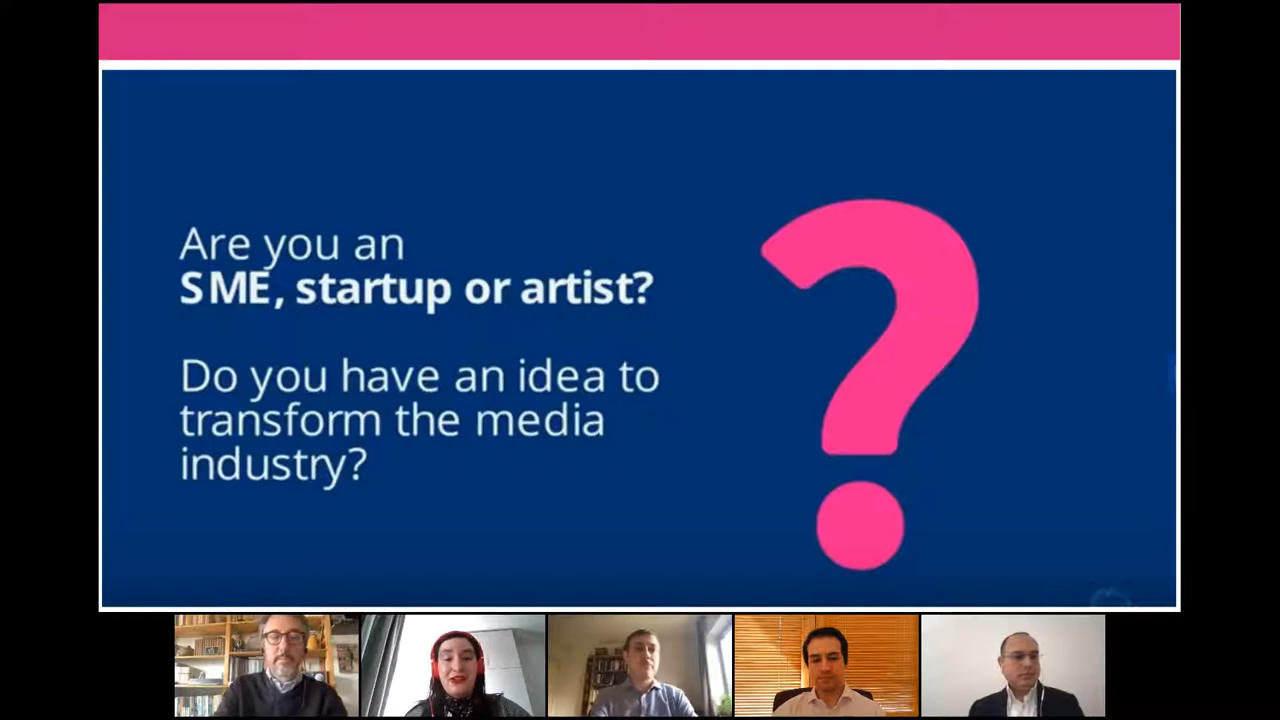 Are you an
SME, startup or artist?
Do you have an idea to
transform the media
industry?